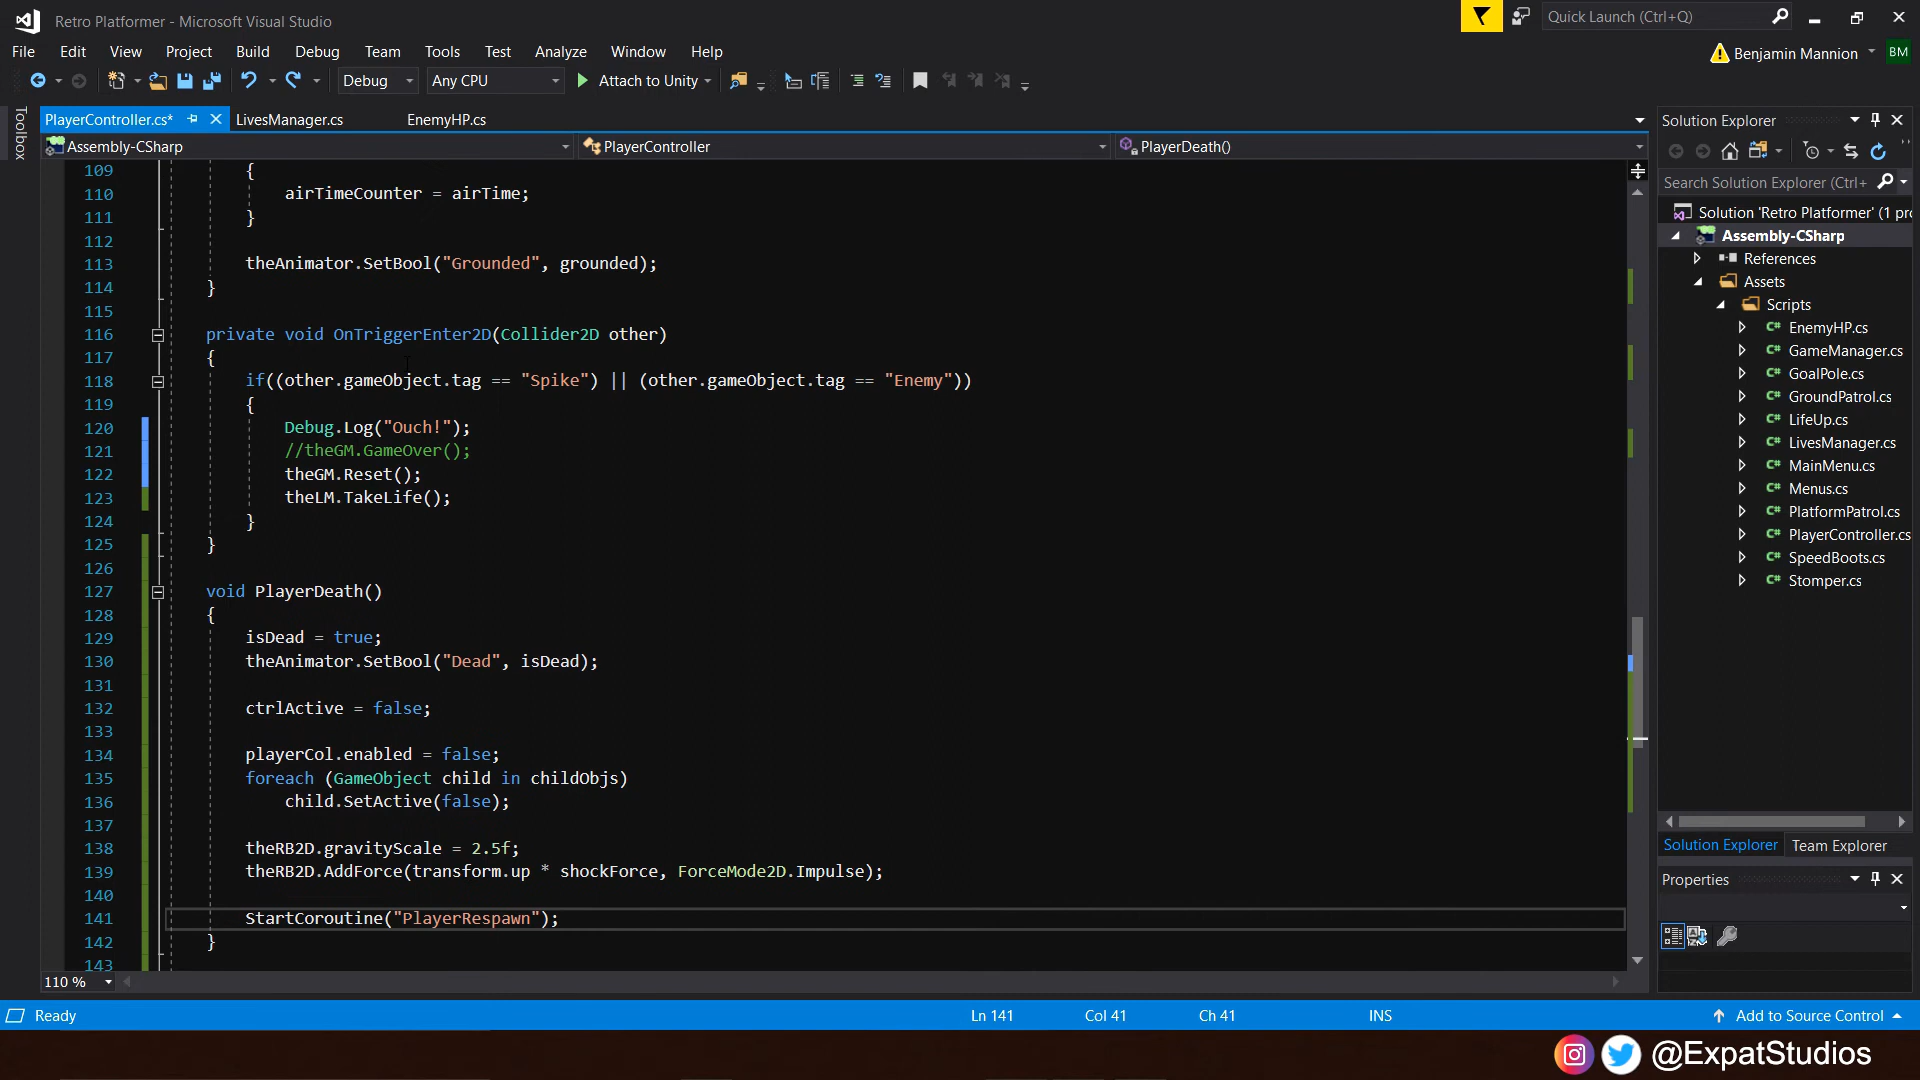 Retro Platformer - Microsoft Visual Studio
Quick Launch (Ctrl+Q)
File Edit View Project Build Debug Team Tools Test Analyze Window Help
Benjamin Mannion BM
Debug Any CPU Attach to Unity
Toolbox
PlayerController.cs* LivesManager.cs EnemyHP.cs
Assembly-CSharp PlayerController PlayerDeath()
109 {
110 airTimeCounter = airTime;
111 }
112
113 theAnimator.SetBool("Grounded", grounded);
114 }
115
116 private void OnTriggerEnter2D(Collider2D other)
117 {
118 if((other.gameObject.tag == "Spike") || (other.gameObject.tag == "Enemy"))
119 {
120 Debug.Log("Ouch!");
121 //theGM.GameOver();
122 theGM.Reset();
123 theLM.TakeLife();
124 }
125 }
126
127 void PlayerDeath()
128 {
129 isDead = true;
130 theAnimator.SetBool("Dead", isDead);
131
132 ctrlActive = false;
133
134 playerCol.enabled = false;
135 foreach (GameObject child in childObjs)
136 child.SetActive(false);
137
138 theRB2D.gravityScale = 2.5f;
139 theRB2D.AddForce(transform.up * shockForce, ForceMode2D.Impulse);
140
141 StartCoroutine("PlayerRespawn");
142 }
143
110 %
Solution Explorer
Search Solution Explorer (Ctrl+
Solution 'Retro Platformer' (1 pr
Assembly-CSharp
References
Assets
Scripts
C# EnemyHP.cs
C# GameManager.cs
C# GoalPole.cs
C# GroundPatrol.cs
C# LifeUp.cs
C# LivesManager.cs
C# MainMenu.cs
C# Menus.cs
C# PlatformPatrol.cs
C# PlayerController.cs
C# SpeedBoots.cs
C# Stomper.cs
Solution Explorer Team Explorer
Properties
Ready Ln 141 Col 41 Ch 41 INS Add to Source Control
@ExpatStudios